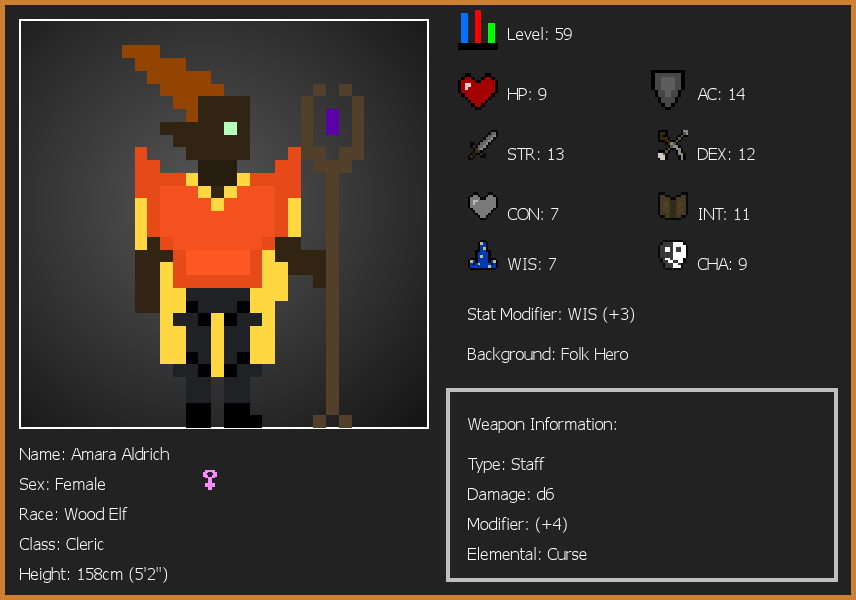 Level: 59
HP: 9
AC: 14
STR: 13
DEX: 12
CON: 7
INT: 11
WIS: 7
CHA: 9
Stat Modifier: WIS (+3)
Background: Folk Hero
Weapon Information:
Type: Staff
Damage: d6
Modifier: (+4)
Elemental: Curse
Name: Amara Aldrich
Sex: Female
Race: Wood Elf
Class: Cleric
Height: 158cm (5'2")